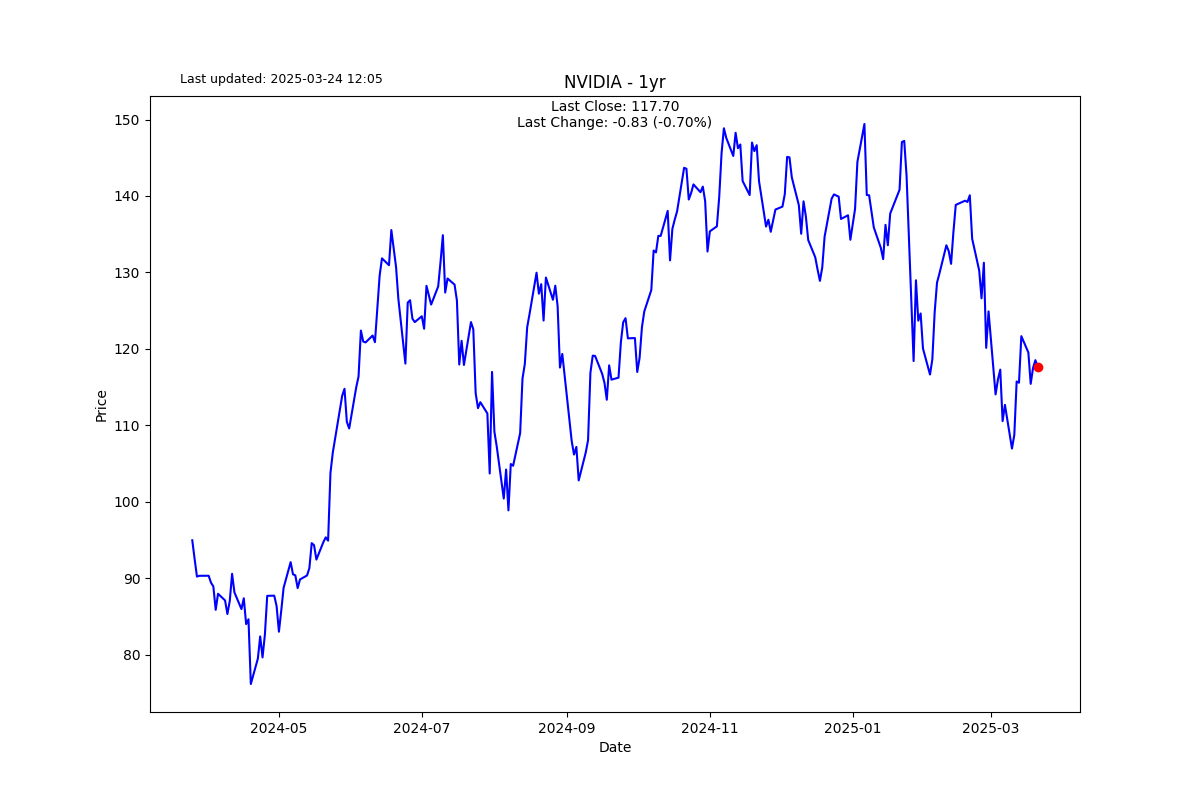 Last updated: 2025-03-24 12:05
NVIDIA - 1yr
Last Close: 117.70
Last Change: -0.83 (-0.70%)
150
140
130
120
110
100
90
80
Price
2024-05
2024-07
2024-09
2024-11
2025-01
2025-03
Date